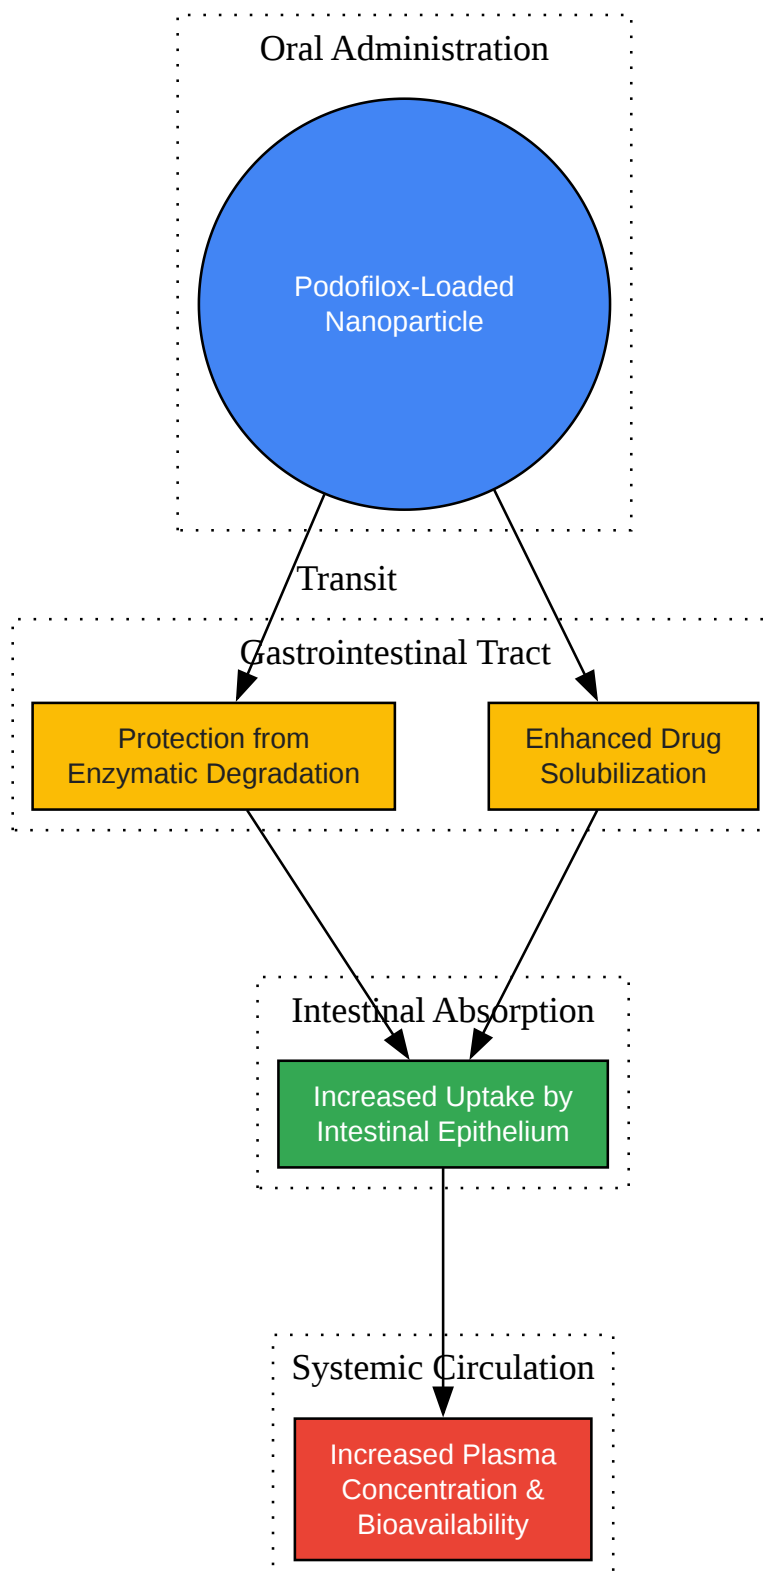 Oral Administration
Podofilox-Loaded
Nanoparticle
Transit
Gastrointestinal Tract
Protection from
Enzymatic Degradation
Enhanced Drug
Solubilization
Intestinal Absorption
Increased Uptake by
Intestinal Epithelium
Systemic Circulation
Increased Plasma
Concentration &
Bioavailability